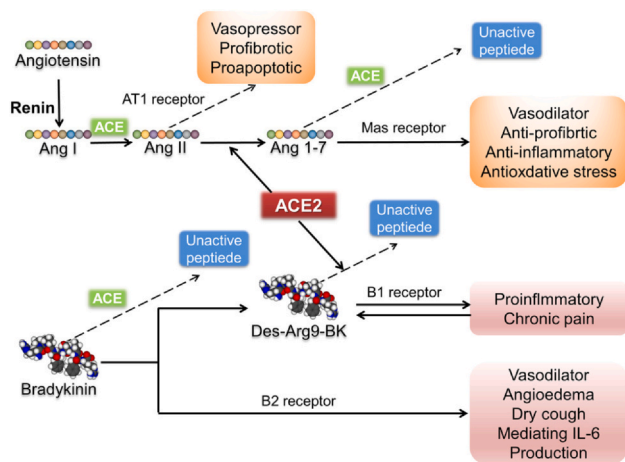 Angiotensin
Renin
Ang I
ACE
AT1 receptor
Ang II
Vasopressor
Profibrotic
Proapoptotic
ACE
Unactive
peptiede
Ang 1-7
Mas receptor
Vasodilator
Anti-profibrtic
Anti-inflammatory
Antioxdative stress
ACE2
Unactive
peptiede
ACE
Bradykinin
Unactive
peptiede
Des-Arg9-BK
B1 receptor
Proinflmmatory
Chronic pain
B2 receptor
Vasodilator
Angioedema
Dry cough
Mediating IL-6
Production